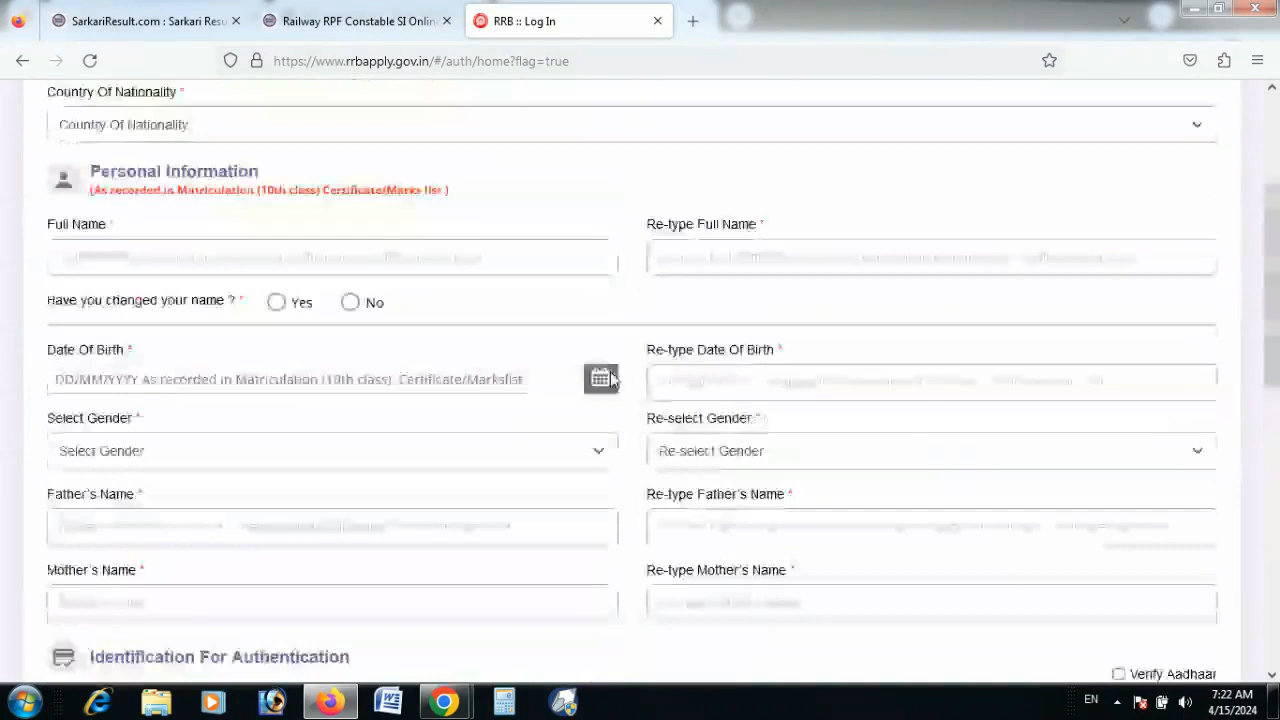 SarkariResult.com : Sarkari Resu
Railway RPF Constable SI Onlin
RRB :: Log In
https://www.rrbapply.gov.in/#/auth/home?flag=true
Country Of Nationality *
Country Of Nationality
Personal Information
(As recorded in Matriculation (10th class) Certificate/Marks list )
Full Name *
Re-type Full Name *
Have you changed your name ? *
Yes
No
Date Of Birth *
Re-type Date Of Birth *
DD/MM/YYYY As recorded in Matriculation (10th class) Certificate/Markslist
Select Gender *
Re-select Gender *
Select Gender
Re-select Gender
Father's Name *
Re-type Father's Name *
Mother's Name *
Re-type Mother's Name *
Identification For Authentication
Verify Aadhaar
EN
7:22 AM
4/15/2024